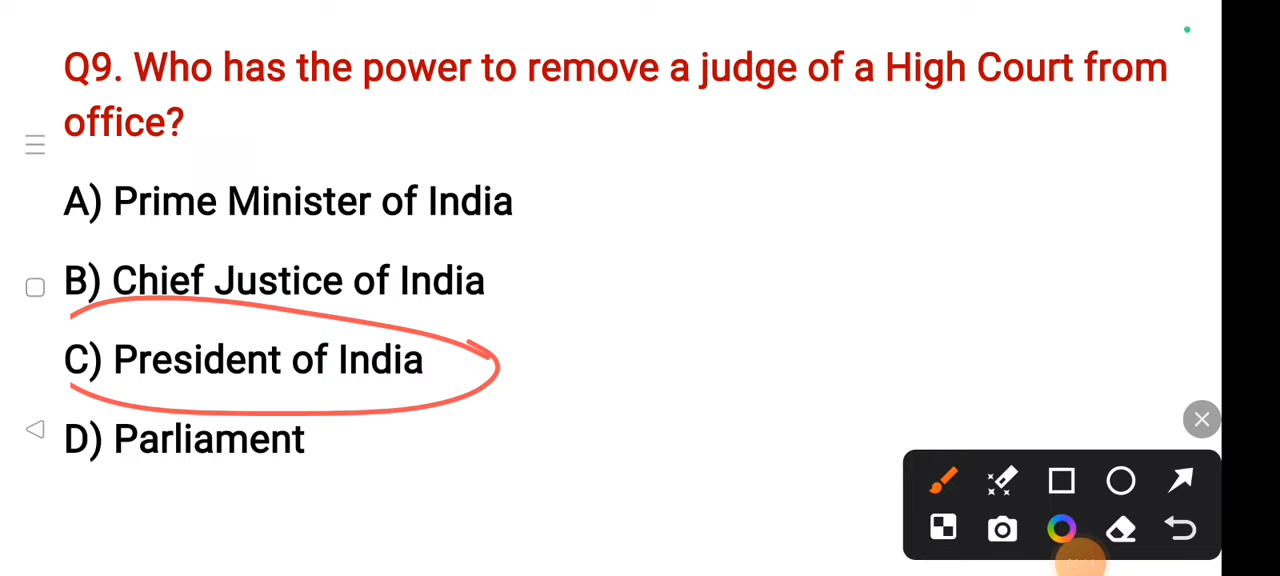 Q9. Who has the power to remove a judge of a High Court from
office?
A) Prime Minister of India
B) Chief Justice of India
C) President of India
D) Parliament